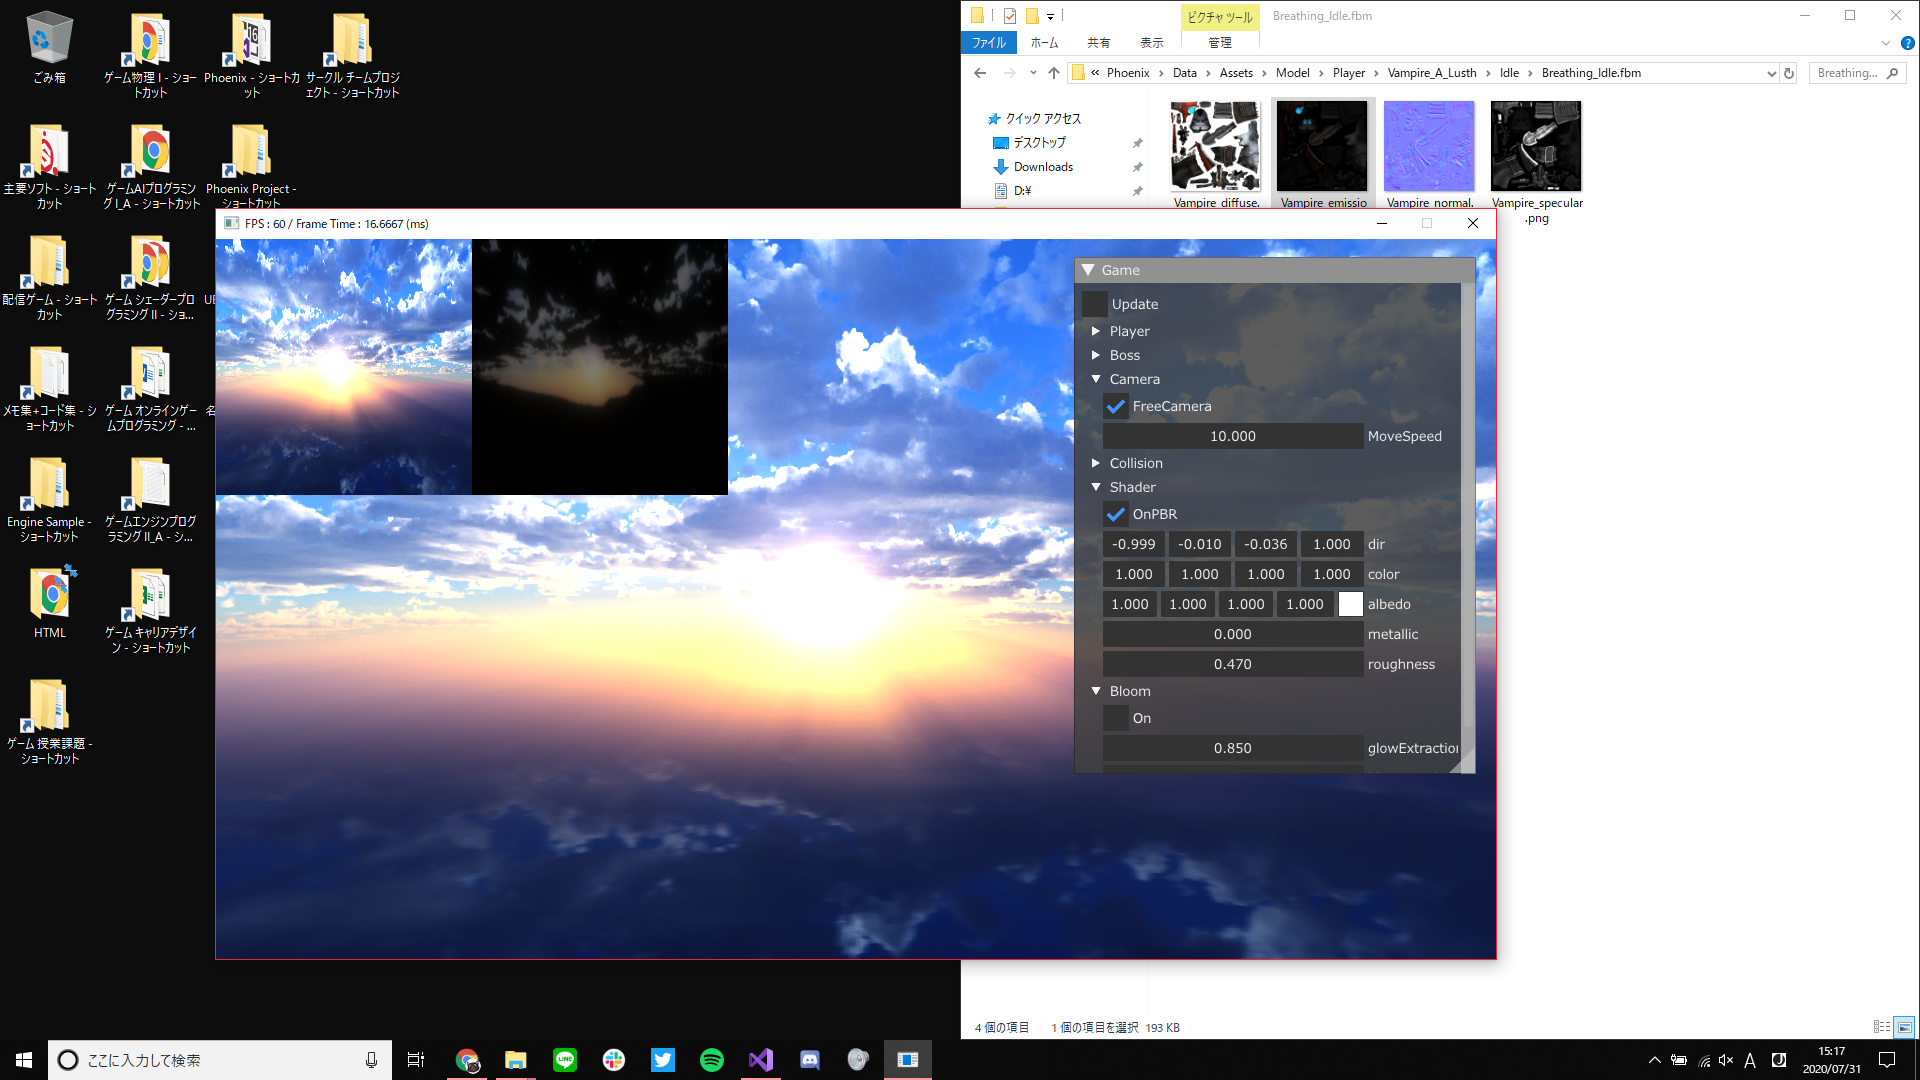 ごみ箱
ゲーム物理 I - ショートカット
Phoenix - ショートカット
サークル チームプロジェクト - ショートカット
主要ソフト - ショートカット
ゲームAIプログラミング I_A - ショートカット
Phoenix Project - ショートカット
配信ゲーム - ショートカット
ゲーム シェーダープログラミング II - ショ...
メモ集+コード集 - ショートカット
ゲーム オンラインゲームプログラミング - ...
Engine Sample - ショートカット
ゲームエンジンプログラミング II_A - シ...
HTML
ゲーム キャリアデザイン - ショートカット
ゲーム 授業課題 - ショートカット
ピクチャ ツール
Breathing_Idle.fbm
ファイル
ホーム
共有
表示
管理
« Phoenix › Data › Assets › Model › Player › Vampire_A_Lusth › Idle › Breathing_Idle.fbm
Breathing...
クイック アクセス
デスクトップ
Downloads
D:¥
Vampire_diffuse.
Vampire_emissio
Vampire_normal.
Vampire_specular.png
FPS : 60 / Frame Time : 16.6667 (ms)
Game
Update
Player
Boss
Camera
FreeCamera
10.000 MoveSpeed
Collision
Shader
OnPBR
-0.999 -0.010 -0.036 1.000 dir
1.000 1.000 1.000 1.000 color
1.000 1.000 1.000 1.000 albedo
0.000 metallic
0.470 roughness
Bloom
On
0.850 glowExtraction
4 個の項目
1 個の項目を選択 193 KB
ここに入力して検索
LINE
A
J
15:17
2020/07/31